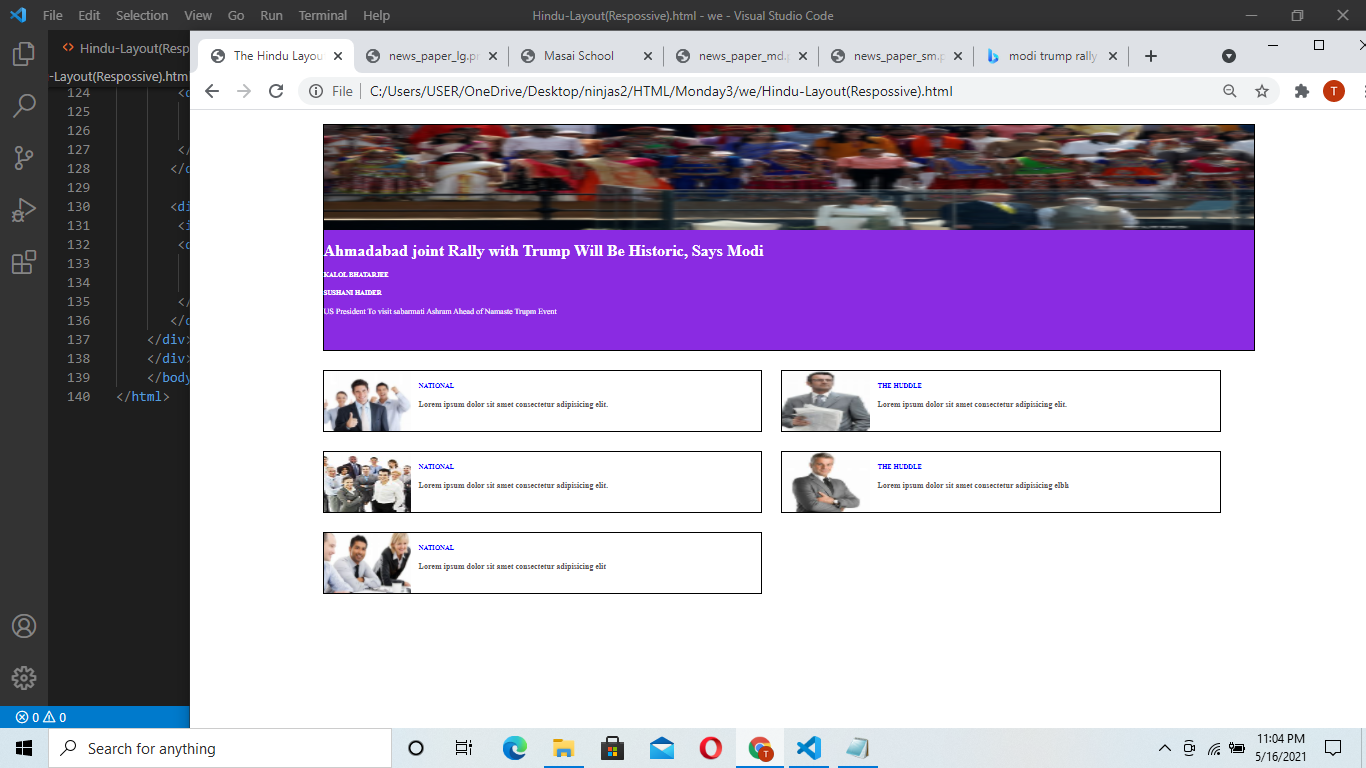 File Edit Selection View Go Run Terminal Help
Hindu-Layout(Respossive).html - we - Visual Studio Code
Hindu-Layout(Resp
-Layout(Respossive).htm
The Hindu Layou
news_paper_lg.p
Masai School
news_paper_md.
news_paper_sm.p
modi trump rally
File
C:/Users/USER/OneDrive/Desktop/ninjas2/HTML/Monday3/we/Hindu-Layout(Respossive).html
T
124 <d
125
126
127 </
128 </d
129
130 <di
131 <i
132 <d
133
134
135 </
136 </d
137 </div>
138 </div>
139 </body
140 </html>
Ahmadabad joint Rally with Trump Will Be Historic, Says Modi
KALOL BHATARJEE
SUSHANI HAIDER
US President To visit sabarmati Ashram Ahead of Namaste Trupm Event
NATIONAL
Lorem ipsum dolor sit amet consectetur adipisicing elit.
THE HUDDLE
Lorem ipsum dolor sit amet consectetur adipisicing elit.
NATIONAL
Lorem ipsum dolor sit amet consectetur adipisicing elit.
THE HUDDLE
Lorem ipsum dolor sit amet consectetur adipisicing elbh
NATIONAL
Lorem ipsum dolor sit amet consectetur adipisicing elit
0 0
Search for anything
T
11:04 PM
5/16/2021